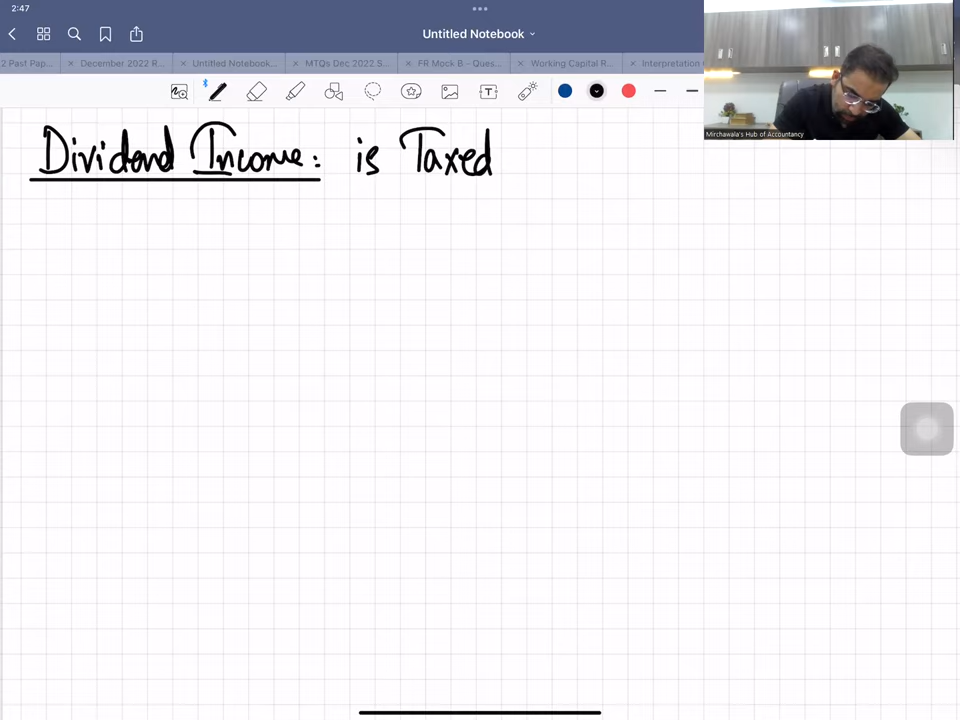 2:47
Untitled Notebook
2 Past Pap...
× December 2022 R...
× Untitled Notebook...
× MTQs Dec 2022 S...
× FR Mock B - Ques...
× Working Capital R...
× Interpretation
Mirchawala's Hub of Accountancy
Dividend Income: is Taxed